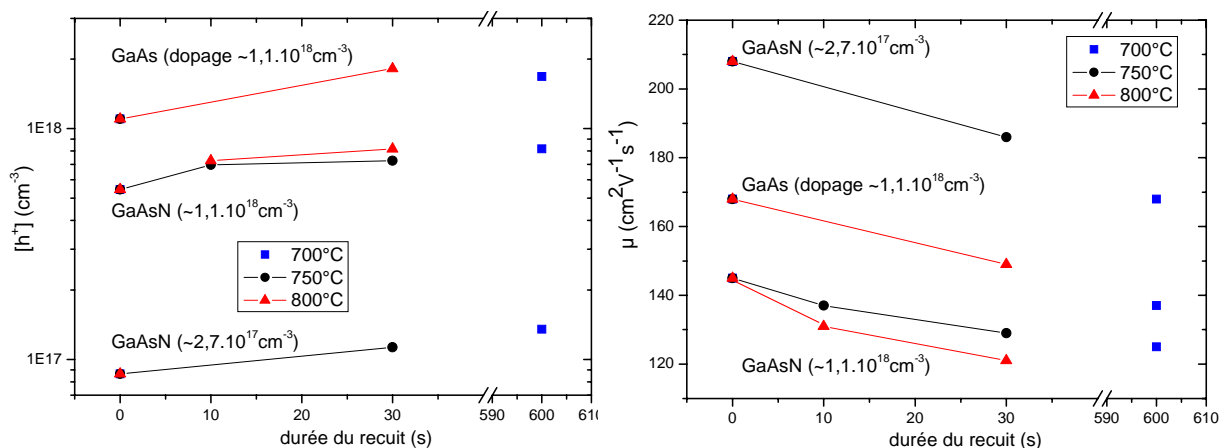 GaAs (dopage ~1,1.10¹⁸cm⁻³)
1E18
GaAsN (~1,1.10¹⁸cm⁻³)
[h⁺] (cm⁻³)
700°C
750°C
800°C
GaAsN (~2,7.10¹⁷cm⁻³)
1E17
0 10 20 30 590 600 610
durée du recuit (s)
220
GaAsN (~2,7.10¹⁷cm⁻³)
700°C
750°C
800°C
200
180
GaAs (dopage ~1,1.10¹⁸cm⁻³)
µ (cm²V⁻¹s⁻¹)
160
140
120
GaAsN (~1,1.10¹⁸cm⁻³)
0 10 20 30 590 600 610
durée du recuit (s)